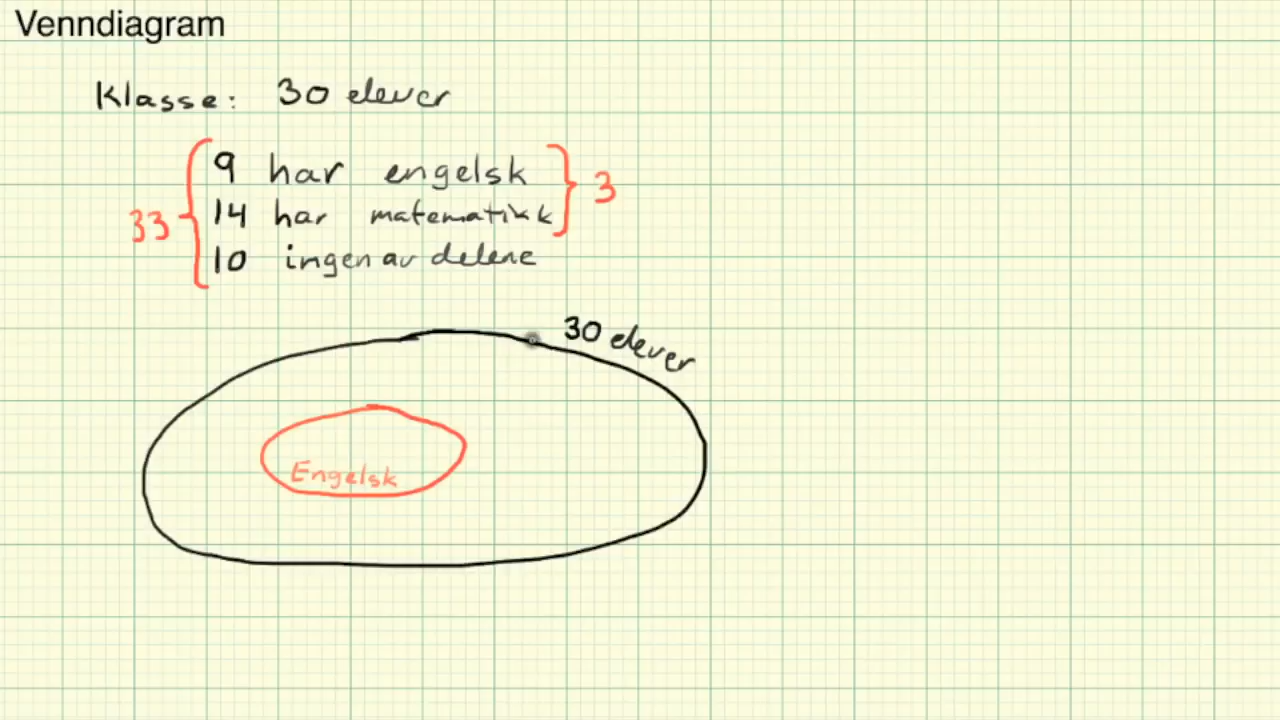 Venndiagram
Klasse: 30 elever
9 har engelsk
14 har matematikk
10 ingen av delene
33
3
30 elever
Engelsk